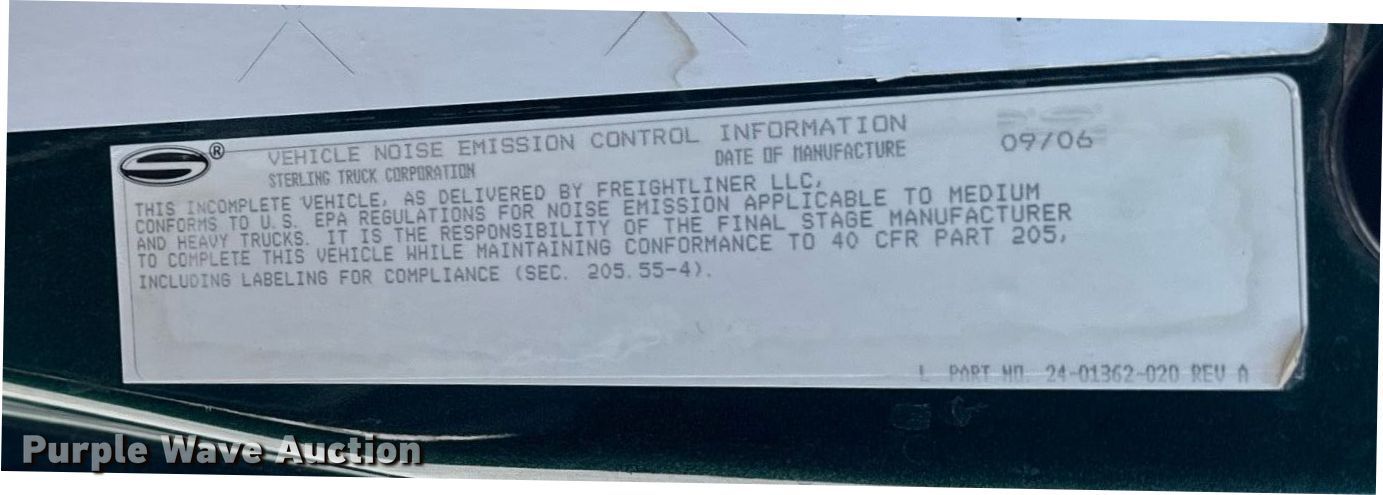 ®
VEHICLE NOISE EMISSION CONTROL INFORMATION
STERLING TRUCK CORPORATION
DATE OF MANUFACTURE 09/06
THIS INCOMPLETE VEHICLE, AS DELIVERED BY FREIGHTLINER LLC,
CONFORMS TO U.S. EPA REGULATIONS FOR NOISE EMISSION APPLICABLE TO MEDIUM
AND HEAVY TRUCKS. IT IS THE RESPONSIBILITY OF THE FINAL STAGE MANUFACTURER
TO COMPLETE THIS VEHICLE WHILE MAINTAINING CONFORMANCE TO 40 CFR PART 205,
INCLUDING LABELING FOR COMPLIANCE (SEC. 205.55-4).
L PART NO. 24-01362-020 REV A
Purple Wave Auction